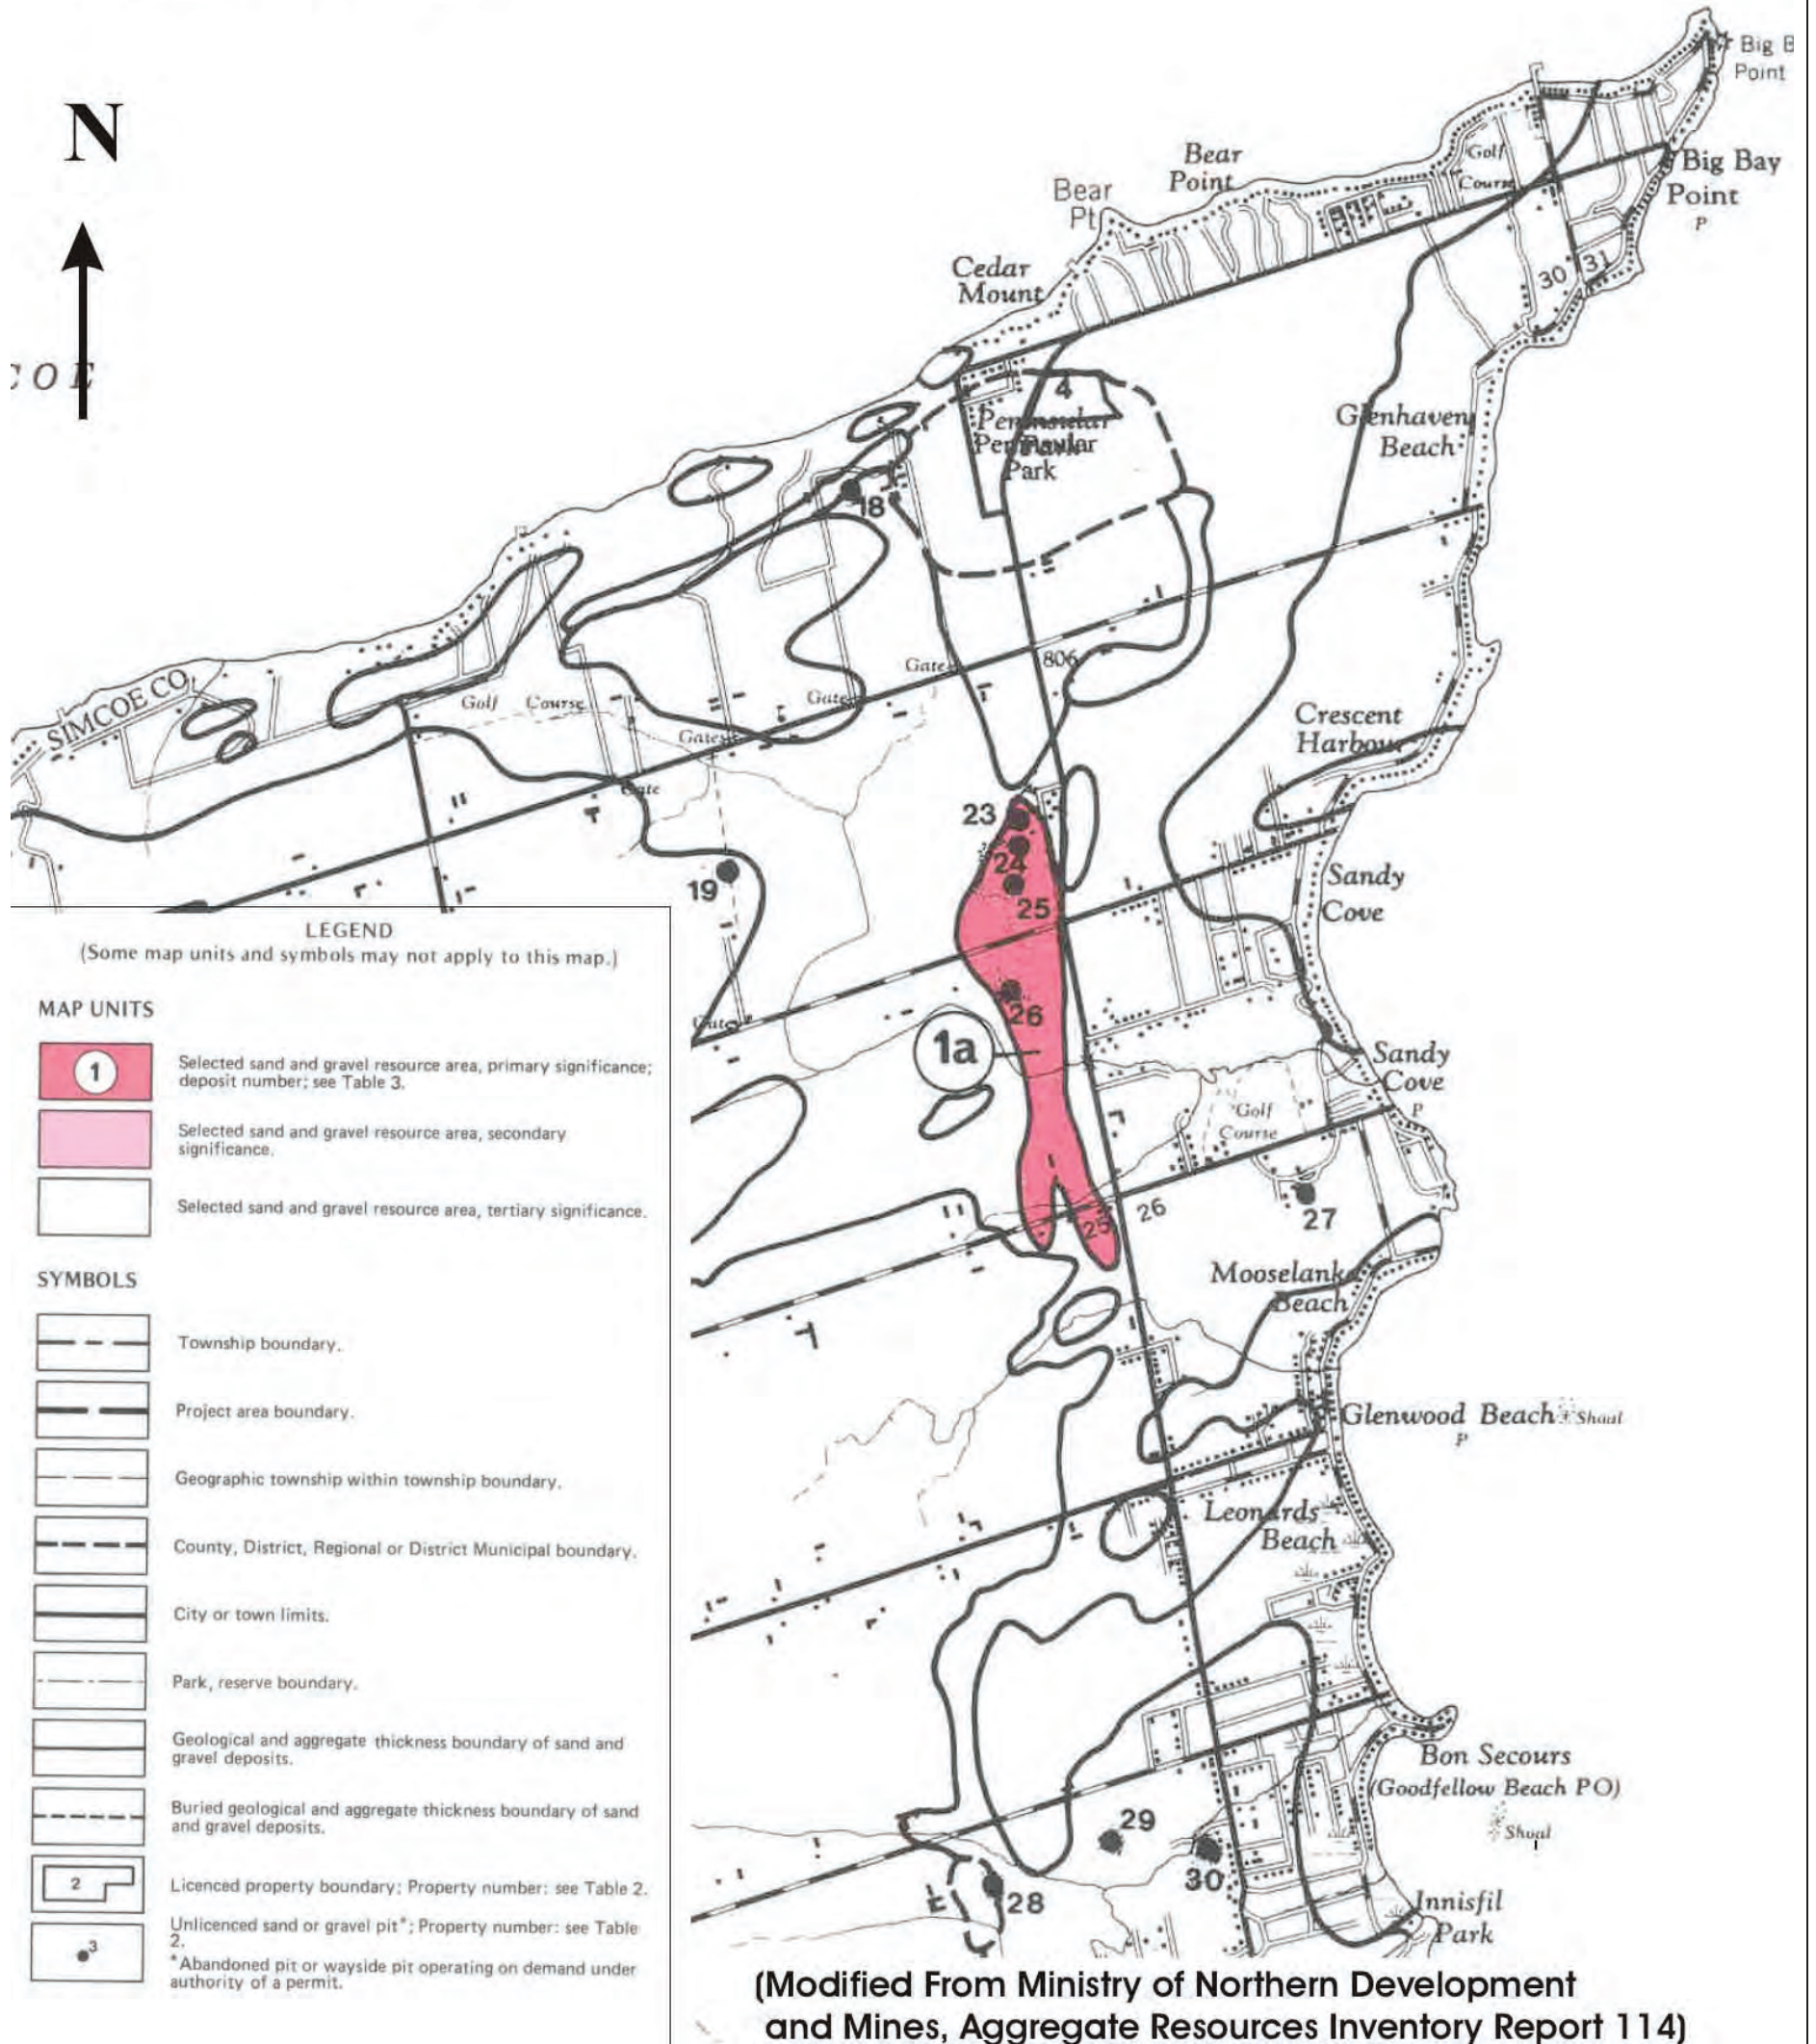 N
Big B
Point
Big Bay
Point
P
Golf
Course
Bear
Point
Bear
Pt
Cedar
Mount
30
31
COE
4
Peninsular
Park
Peninsular
Park
Glenhaven
Beach
18
806
Gate
Gate
Gate
Gate
SIMCOE CO
Golf Course
Crescent
Harbour
23
24
25
19
Sandy
Cove
26
Gate
1a
Sandy
Cove
P
Golf
Course
25
26
27
Mooselanka
Beach
Glenwood Beach
Shoal
P
Leonards
Beach
Bon Secours
(Goodfellow Beach PO)
Shoal
29
30
28
Innisfil
Park
LEGEND
(Some map units and symbols may not apply to this map.)
MAP UNITS
1
Selected sand and gravel resource area, primary significance;
deposit number; see Table 3.
Selected sand and gravel resource area, secondary
significance.
Selected sand and gravel resource area, tertiary significance.
SYMBOLS
Township boundary.
Project area boundary.
Geographic township within township boundary.
County, District, Regional or District Municipal boundary.
City or town limits.
Park, reserve boundary.
Geological and aggregate thickness boundary of sand and
gravel deposits.
Buried geological and aggregate thickness boundary of sand
and gravel deposits.
2
Licenced property boundary; Property number: see Table 2.
3
Unlicenced sand or gravel pit*; Property number: see Table
2.
*Abandoned pit or wayside pit operating on demand under
authority of a permit.
(Modified From Ministry of Northern Development
and Mines, Aggregate Resources Inventory Report 114)